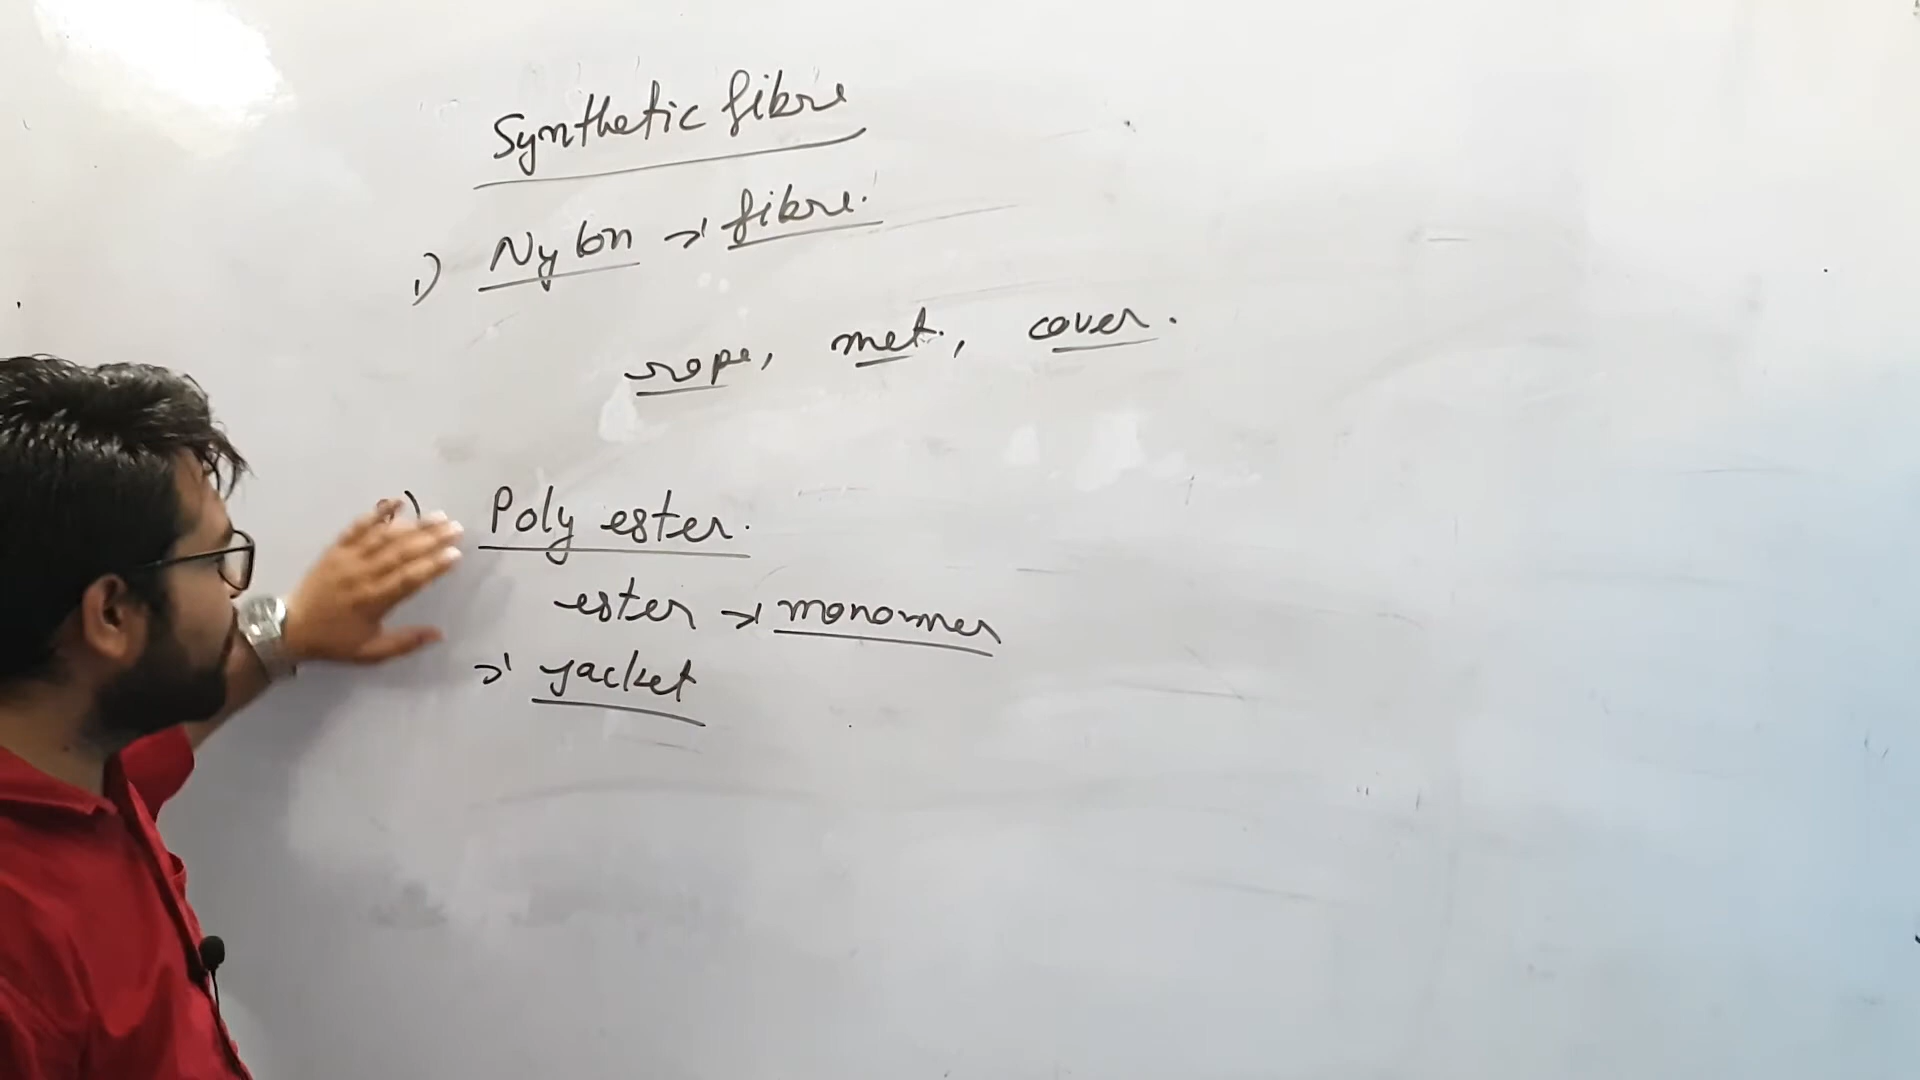 Synthetic fibre
1) Nylon → fibre.
rope, net, cover.
2) Poly ester.
ester → monomer
→ jacket